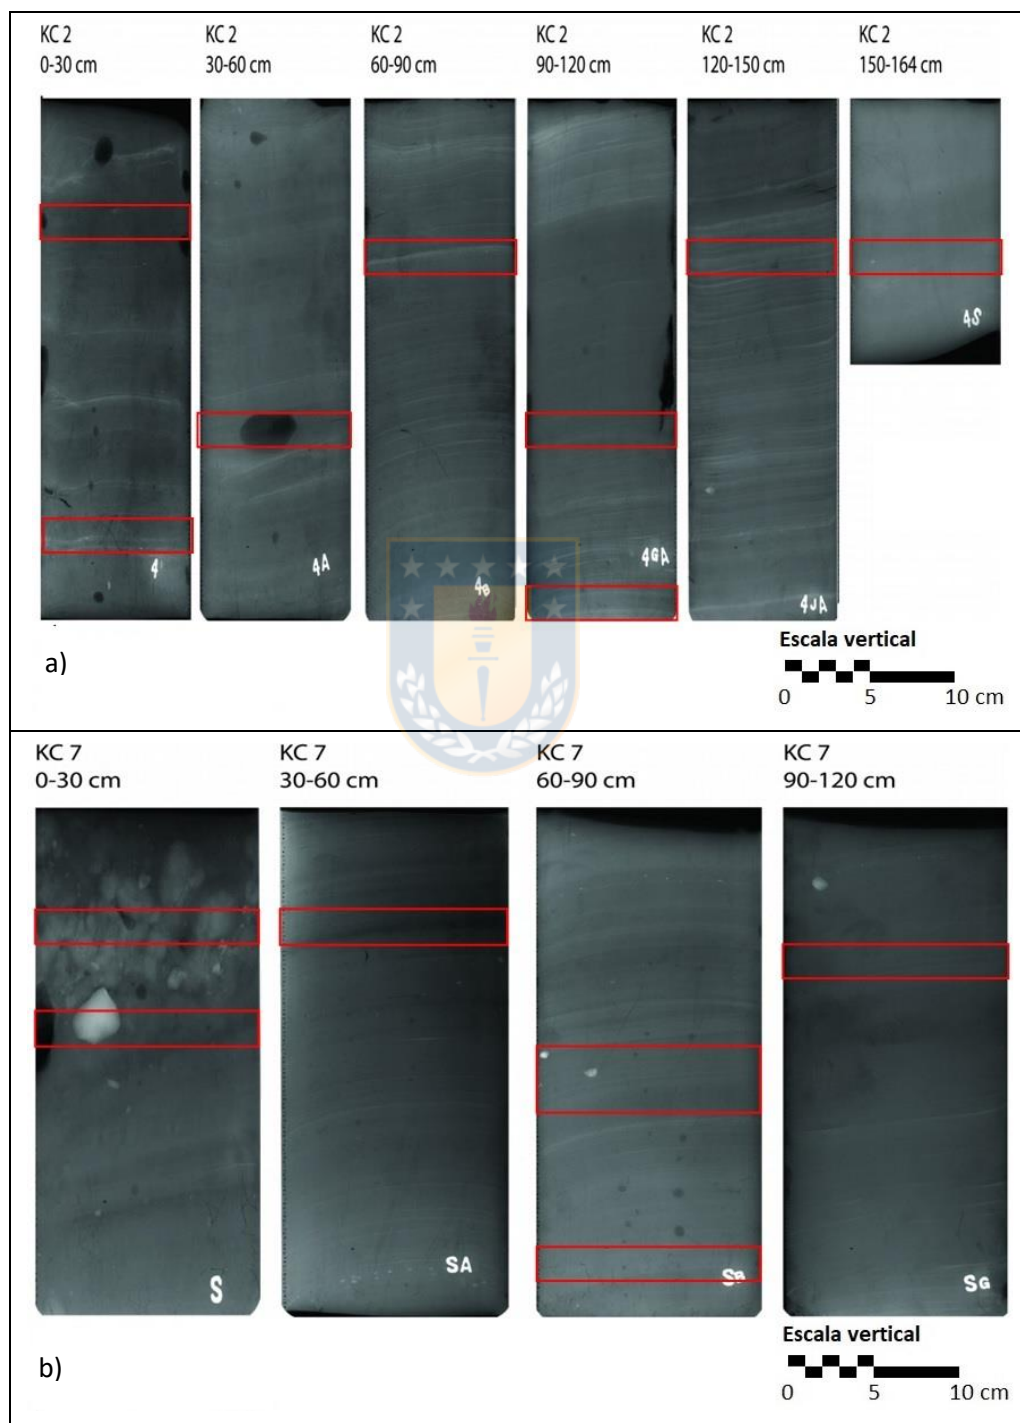 KC 2
0-30 cm
KC 2
30-60 cm
KC 2
60-90 cm
KC 2
90-120 cm
KC 2
120-150 cm
KC 2
150-164 cm
4
4A
4B
4GA
4JA
4S
a)
Escala vertical
0 5 10 cm
KC 7
0-30 cm
KC 7
30-60 cm
KC 7
60-90 cm
KC 7
90-120 cm
S
SA
SB
SG
b)
Escala vertical
0 5 10 cm